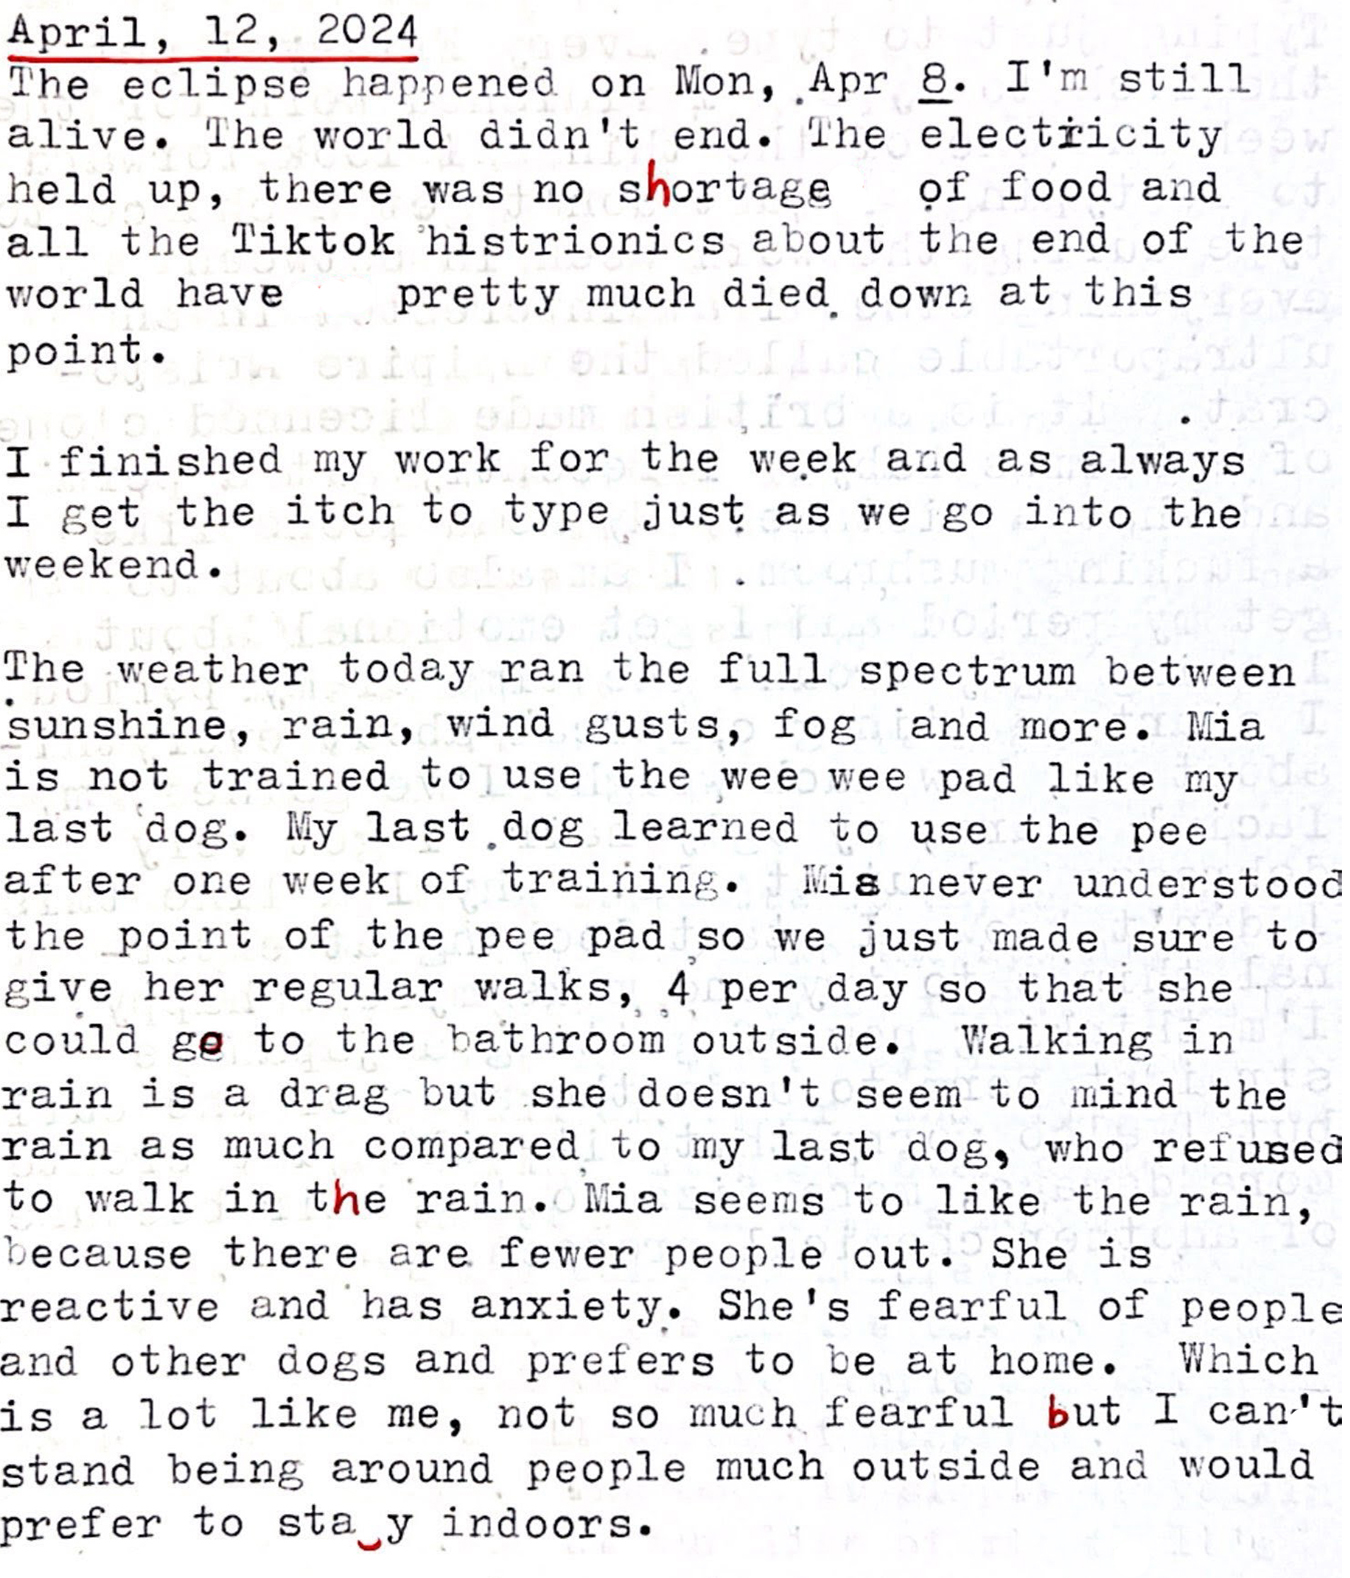 April, 12, 2024
The eclipse happened on Mon, Apr 8. I'm still
alive. The world didn't end. The electricity
held up, there was no shortage of food and
all the Tiktok histrionics about the end of the
world have pretty much died down at this
point.
I finished my work for the week and as always
I get the itch to type just as we go into the
weekend.
The weather today ran the full spectrum between
sunshine, rain, wind gusts, fog and more. Mia
is not trained to use the wee wee pad like my
last dog. My last dog learned to use the pee
after one week of training. Mia never understood
the point of the pee pad so we just made sure to
give her regular walks, 4 per day so that she
could go to the bathroom outside. Walking in
rain is a drag but she doesn't seem to mind the
rain as much compared to my last dog, who refused
to walk in the rain. Mia seems to like the rain,
because there are fewer people out. She is
reactive and has anxiety. She's fearful of people
and other dogs and prefers to be at home. Which
is a lot like me, not so much fearful but I can't
stand being around people much outside and would
prefer to stay indoors.